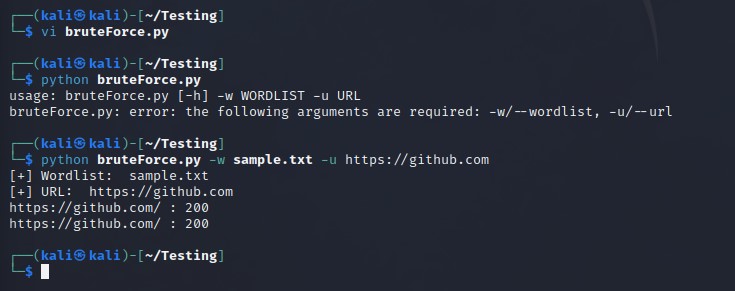 ┌──(kali㉿kali)-[~/Testing]
└─$ vi bruteForce.py
┌──(kali㉿kali)-[~/Testing]
└─$ python bruteForce.py
usage: bruteForce.py [-h] -w WORDLIST -u URL
bruteForce.py: error: the following arguments are required: -w/--wordlist, -u/--url
┌──(kali㉿kali)-[~/Testing]
└─$ python bruteForce.py -w sample.txt -u https://github.com
[+] Wordlist:  sample.txt
[+] URL:  https://github.com
https://github.com/ : 200
https://github.com/ : 200
┌──(kali㉿kali)-[~/Testing]
└─$